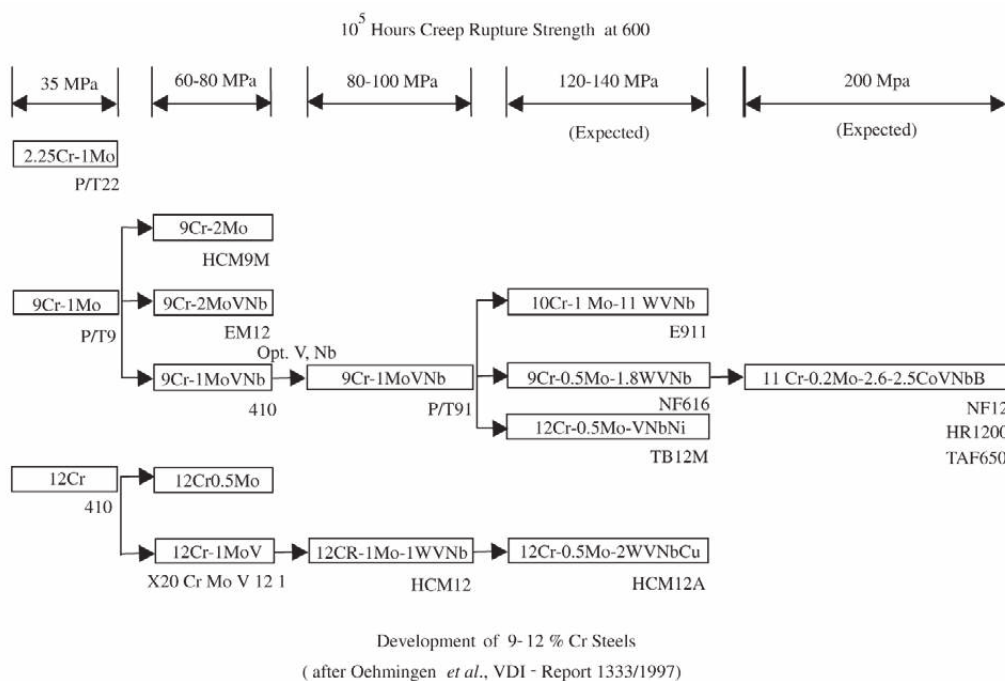 10⁵ Hours Creep Rupture Strength at 600
35 MPa
60-80 MPa
80-100 MPa
120-140 MPa
200 Mpa
(Expected)
(Expected)
2.25Cr-1Mo
P/T22
9Cr-2Mo
HCM9M
9Cr-1Mo
9Cr-2MoVNb
10Cr-1 Mo-11 WVNb
P/T9
EM12
E911
Opt. V, Nb
9Cr-1MoVNb
9Cr-1MoVNb
9Cr-0.5Mo-1.8WVNb
11 Cr-0.2Mo-2.6-2.5CoVNbB
410
P/T91
NF616
NF12
12Cr-0.5Mo-VNbNi
HR1200
TB12M
TAF650
12Cr
12Cr0.5Mo
410
12Cr-1MoV
12CR-1Mo-1WVNb
12Cr-0.5Mo-2WVNbCu
X20 Cr Mo V 12 1
HCM12
HCM12A
Development of 9-12 % Cr Steels
( after Oehmingen et al., VDI - Report 1333/1997)